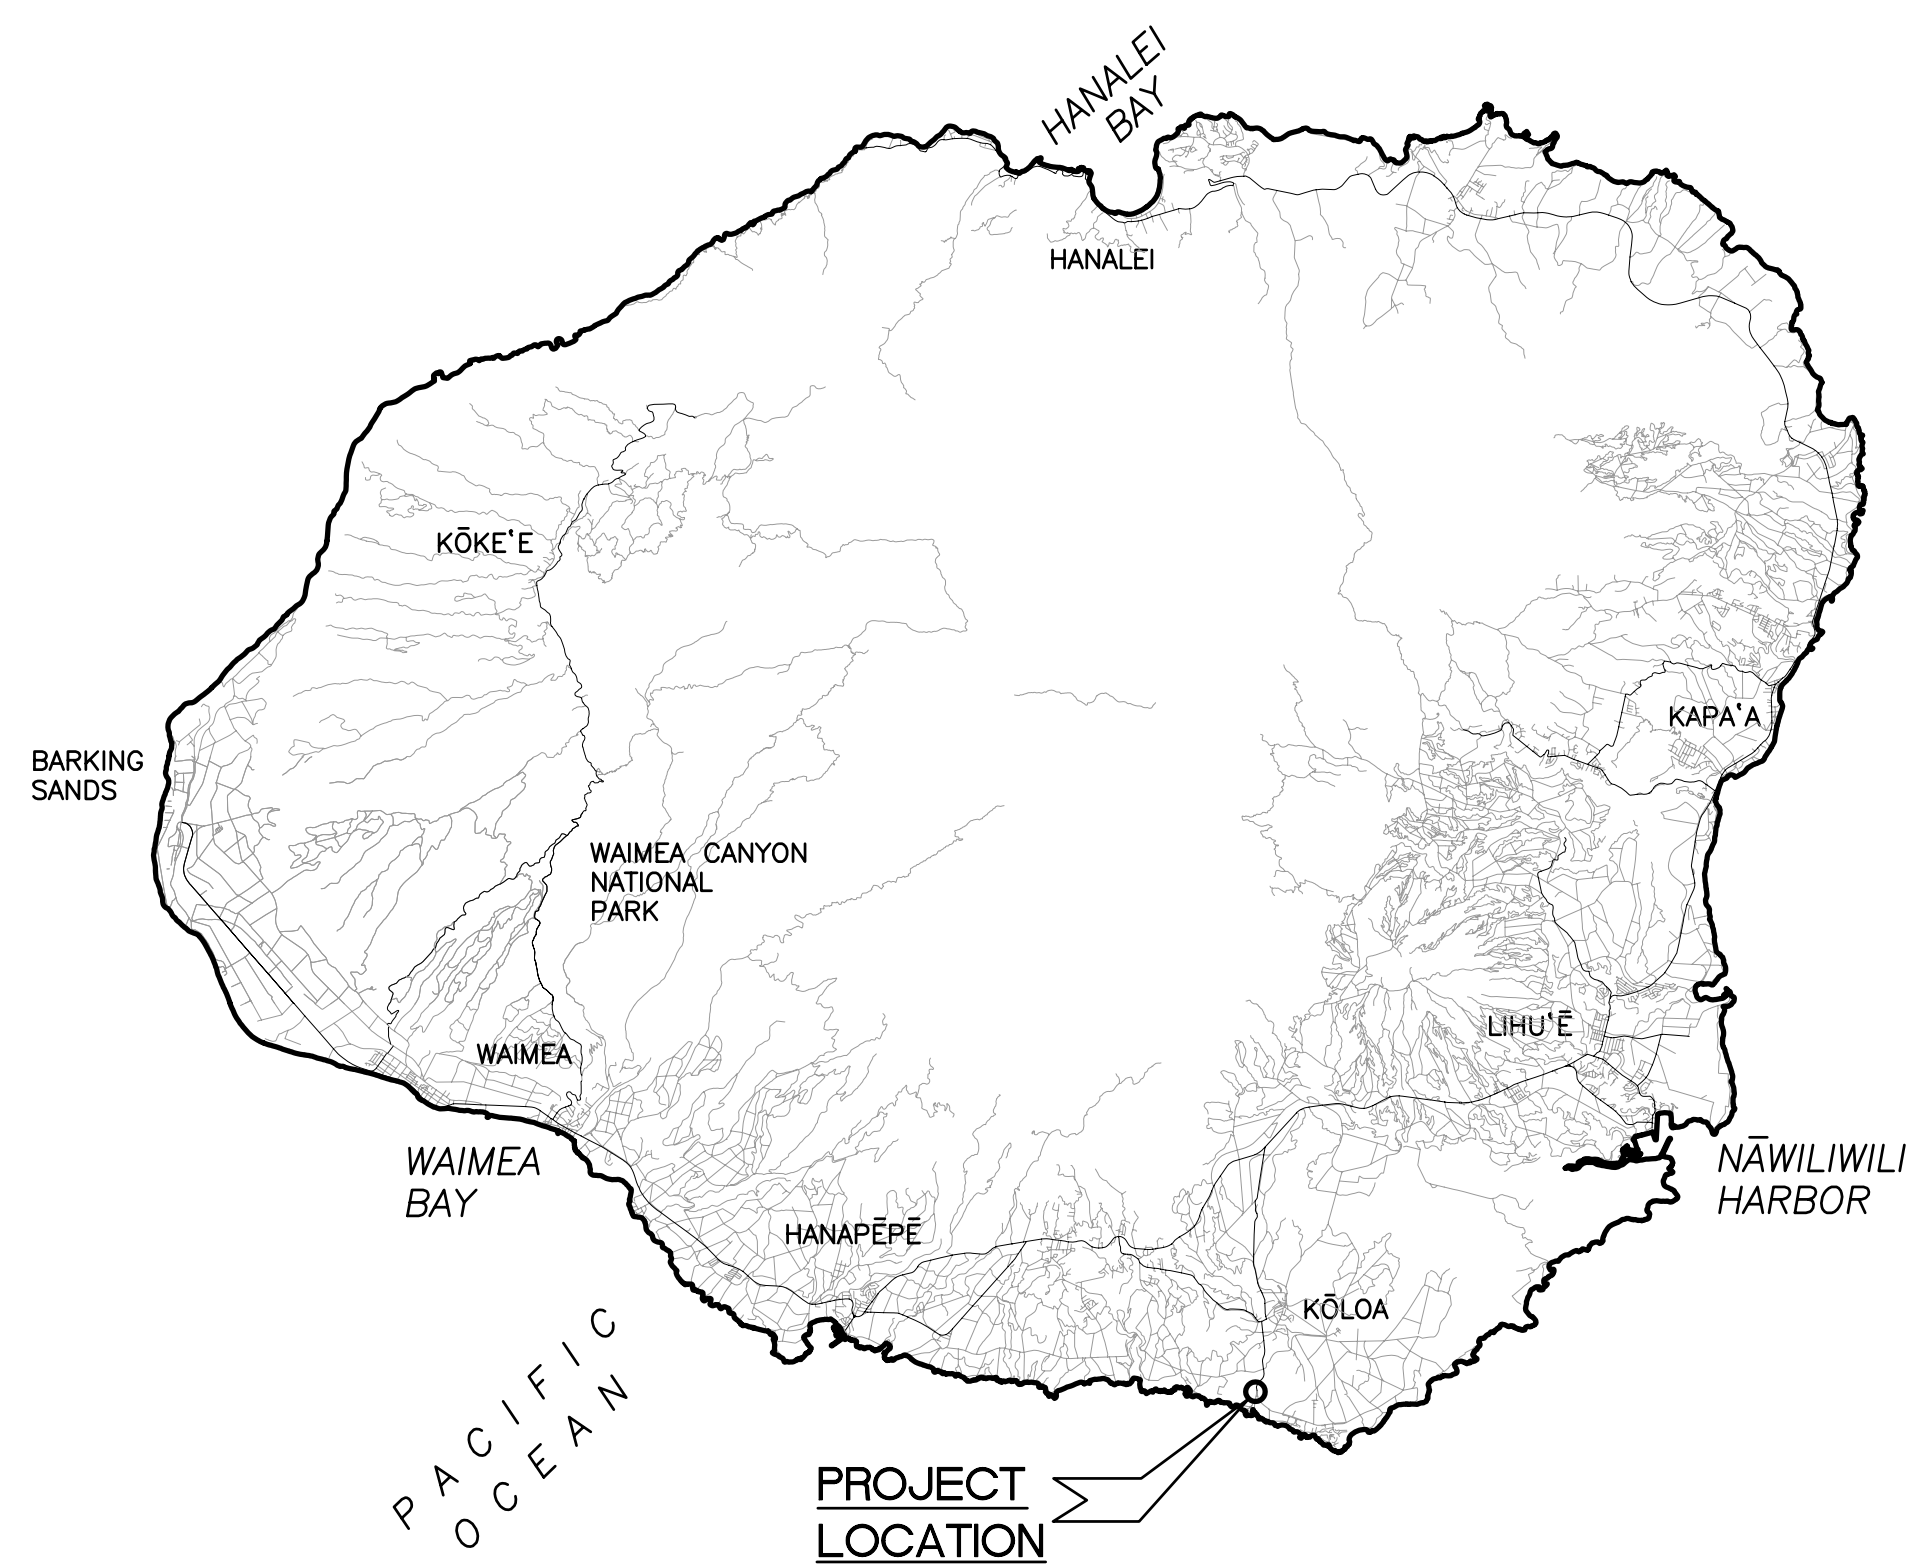 HANALEI
BAY
HANALEI
KŌKEʻE
KAPAʻA
BARKING
SANDS
WAIMEA CANYON
NATIONAL
PARK
LIHUʻĒ
WAIMEA
WAIMEA
BAY
NĀWILIWILI
HARBOR
HANAPĒPĒ
KŌLOA
PACIFIC
OCEAN
PROJECT
LOCATION